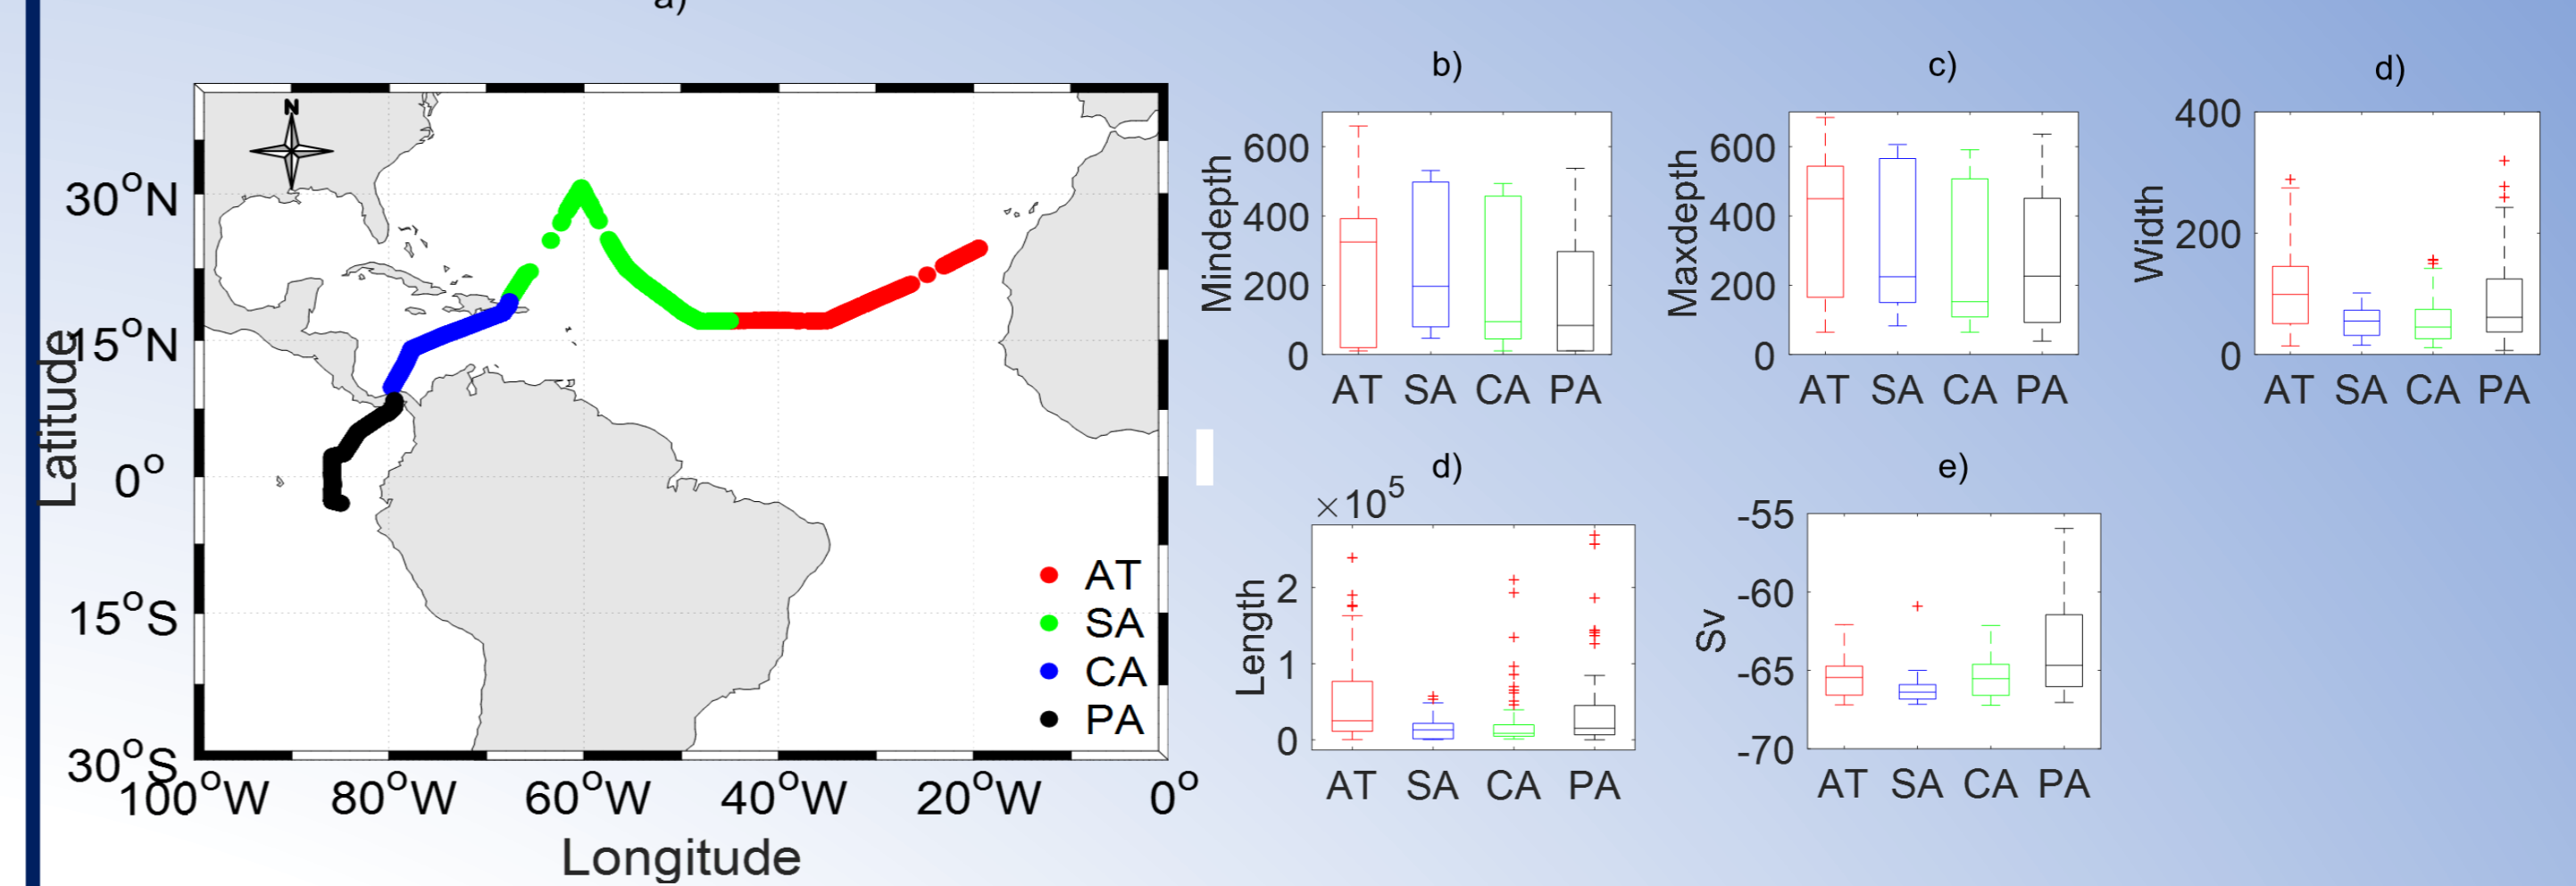 a)
N
30°N
15°N
0°
15°S
30°S
Latitude
100°W 80°W 60°W 40°W 20°W 0°
Longitude
AT
SA
CA
PA
b)
Mindepth
600
400
200
0
AT SA CA PA
c)
Maxdepth
600
400
200
0
AT SA CA PA
d)
Width
400
200
0
AT SA CA PA
d)
×10^5
Length
2
1
0
AT SA CA PA
e)
Sv
-55
-60
-65
-70
AT SA CA PA